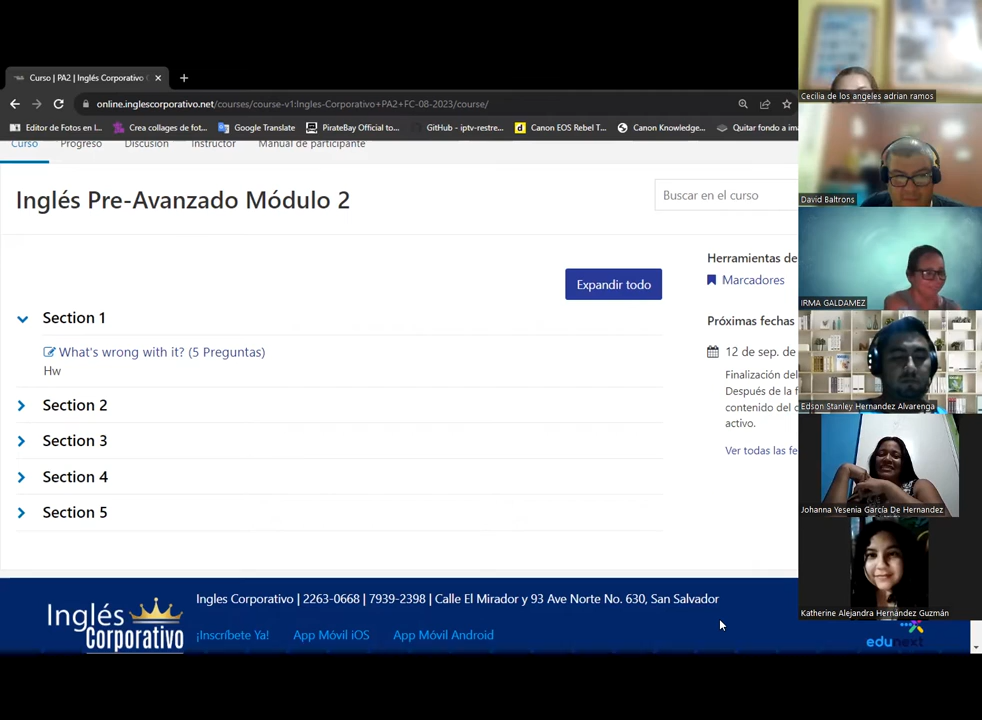 Curso | PA2 | Inglés Corporativo
online.inglescorporativo.net/courses/course-v1:Ingles-Corporativo+PA2+FC-08-2023/course/
Editor de Fotos en l... Crea collages de fot... Google Translate PirateBay Official to... GitHub - iptv-restre... Canon EOS Rebel T... Canon Knowledge... Quitar fondo a ima
Curso Progreso Discusión Instructor Manual de participante
Inglés Pre-Avanzado Módulo 2
Buscar en el curso
Expandir todo
Section 1
What's wrong with it? (5 Preguntas)
Hw
Section 2
Section 3
Section 4
Section 5
Herramientas de
Marcadores
Próximas fechas
12 de sep. de
Finalización del
Después de la f
contenido del c
activo.
Ver todas las fe
Inglés
Corporativo
Ingles Corporativo | 2263-0668 | 7939-2398 | Calle El Mirador y 93 Ave Norte No. 630, San Salvador
¡Inscríbete Ya! App Móvil iOS App Móvil Android
edunext
Cecilia de los angeles adrian ramos
David Baltrons
IRMA GALDAMEZ
Edson Stanley Hernandez Alvarenga
Johanna Yesenia García De Hernandez
Katherine Alejandra Hernández Guzmán